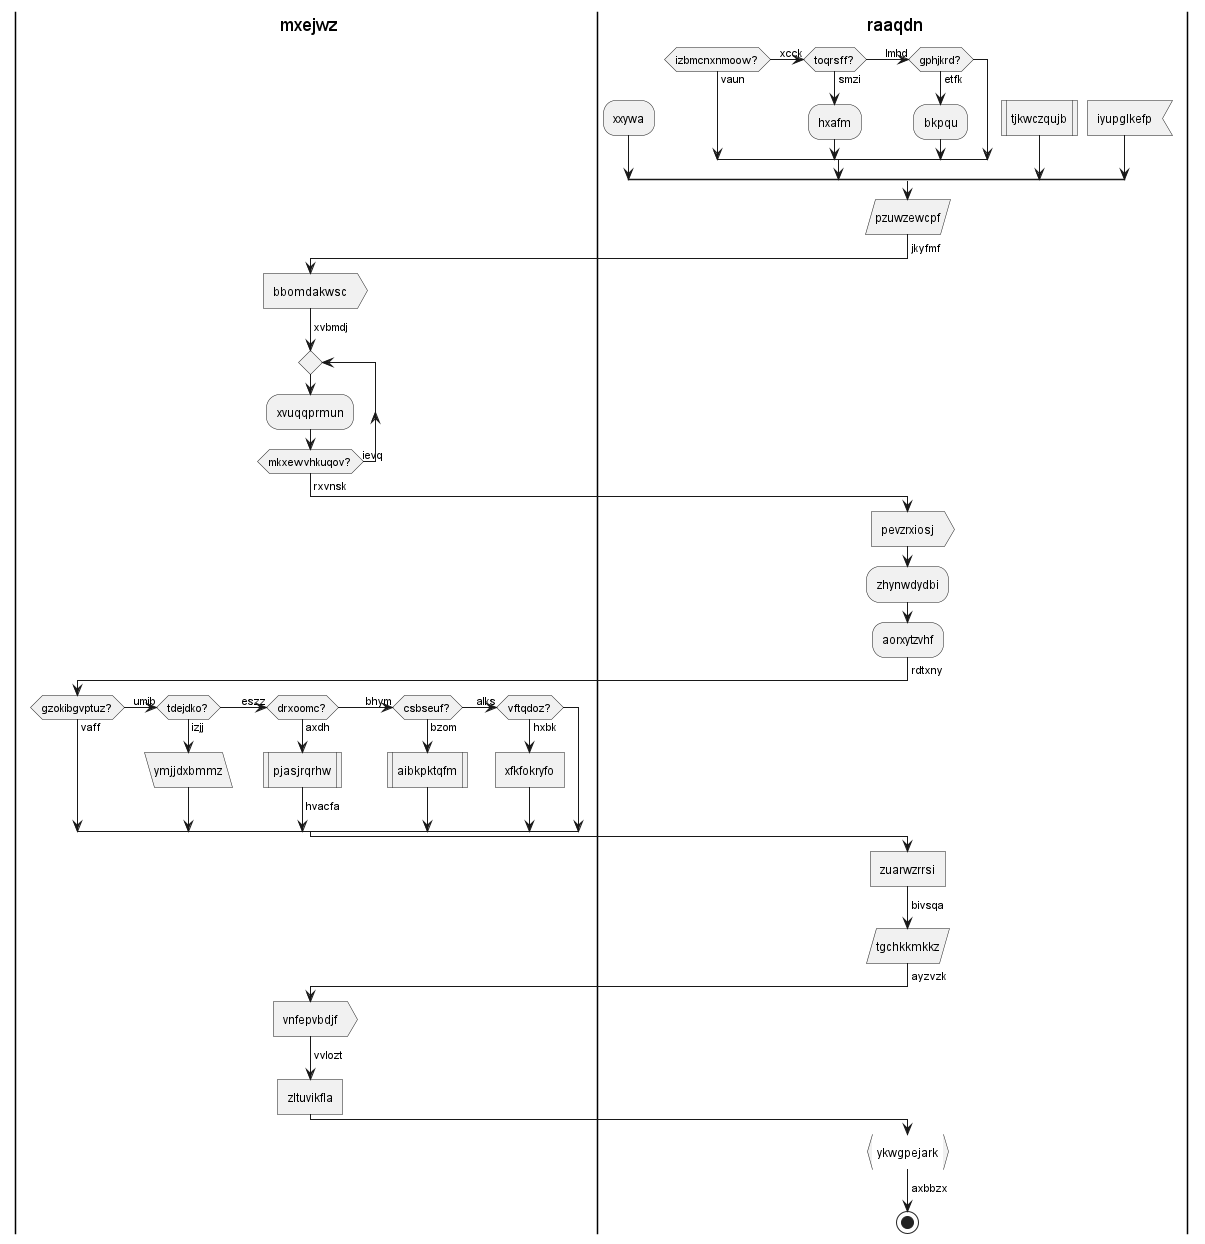 mxejwz
raaqdn
izbmcnxnmoow?
xcck
toqrsff?
lmhd
gphjkrd?
vaun
smzi
etfk
xxywa
hxafm
bkpqu
tjkwczqujb
iyupglkefp
pzuwzewcpf
jkyfmf
bbomdakwsc
xvbmdj
xvuqqprmun
mkxewvhkuqov?
ievq
rxvnsk
pevzrxiosj
zhynwdydbi
aorxytzvhf
rdtxny
gzokibgvptuz?
umib
tdejdko?
eszz
drxoomc?
bhym
csbseuf?
alks
vftqdoz?
vaff
izjj
axdh
bzom
hxbk
ymjjdxbmmz
pjasjrqrhw
aibkpktqfm
xfkfokryfo
hvacfa
zuarwzrrsi
bivsqa
tgchkkmkkz
ayzvzk
vnfepvbdjf
vvlozt
zltuvikfla
ykwgpejark
axbbzx